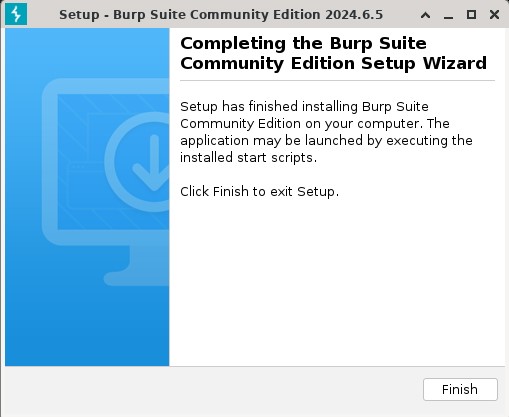 Setup - Burp Suite Community Edition 2024.6.5
Completing the Burp Suite
Community Edition Setup Wizard
Setup has finished installing Burp Suite
Community Edition on your computer. The
application may be launched by executing the
installed start scripts.
Click Finish to exit Setup.
Finish